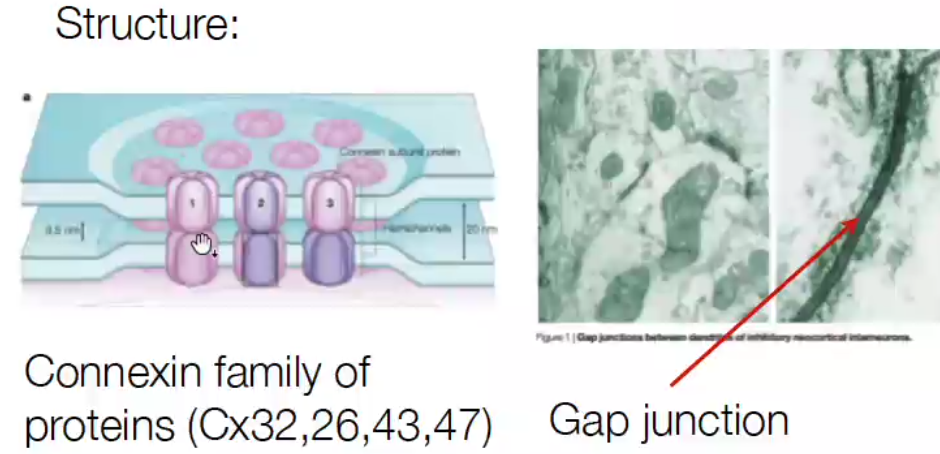 Structure:
a
Connexin subunit protein
1 2 3
3.5 nm
Hemichannels
20 nm
Figure 1 | Gap junctions between dendrites of inhibitory neocortical interneurons.
Connexin family of
proteins (Cx32,26,43,47)
Gap junction